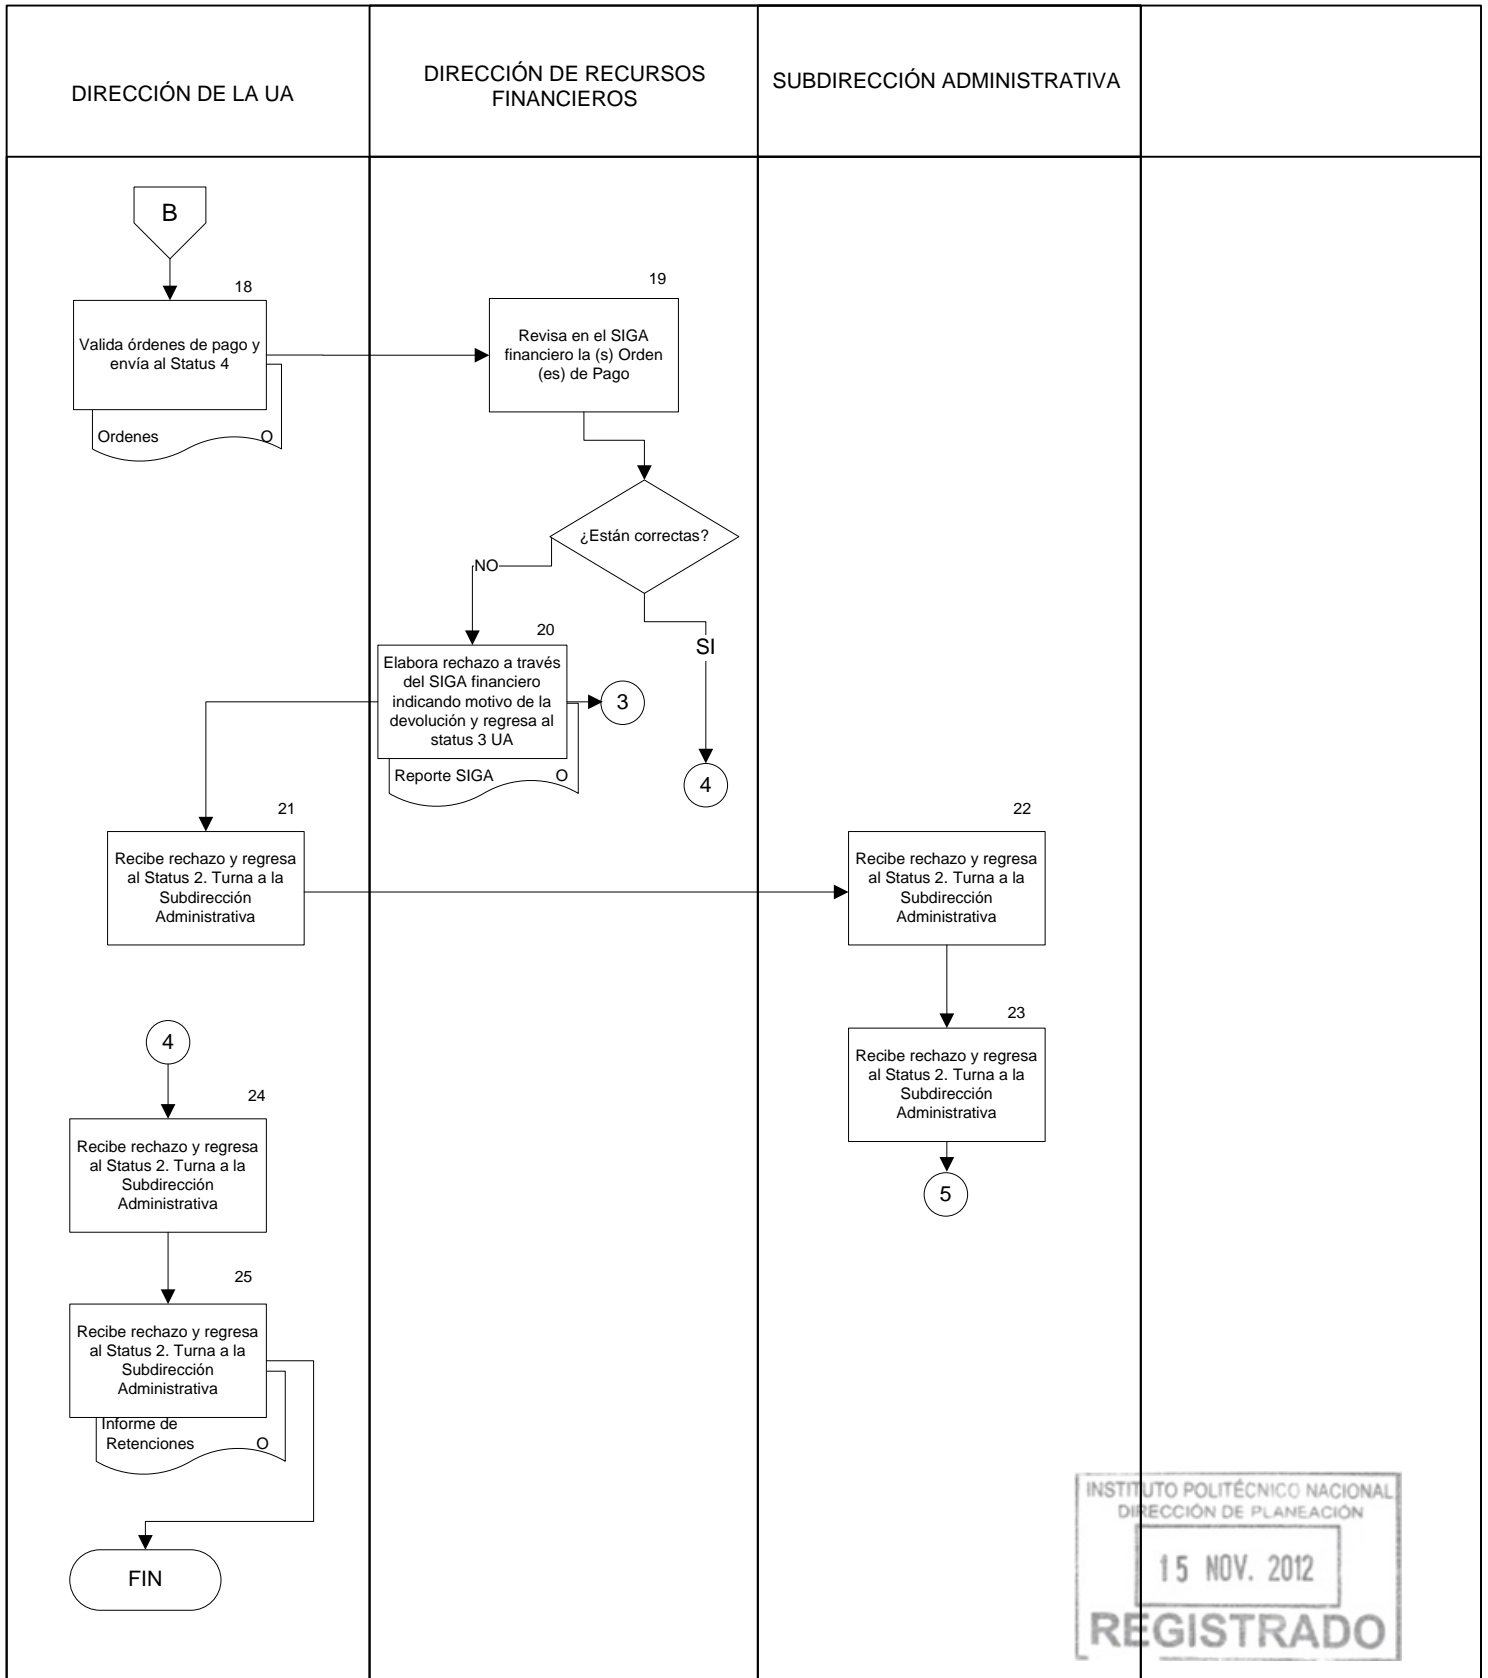 DIRECCIÓN DE LA UA
DIRECCIÓN DE RECURSOS
FINANCIEROS
SUBDIRECCIÓN ADMINISTRATIVA
B
18
Valida órdenes de pago y
envía al Status 4
Ordenes O
19
Revisa en el SIGA
financiero la (s) Orden
(es) de Pago
¿Están correctas?
NO
SI
20
Elabora rechazo a través
del SIGA financiero
indicando motivo de la
devolución y regresa al
status 3 UA
Reporte SIGA O
3
4
21
Recibe rechazo y regresa
al Status 2. Turna a la
Subdirección
Administrativa
22
Recibe rechazo y regresa
al Status 2. Turna a la
Subdirección
Administrativa
23
Recibe rechazo y regresa
al Status 2. Turna a la
Subdirección
Administrativa
5
4
24
Recibe rechazo y regresa
al Status 2. Turna a la
Subdirección
Administrativa
25
Recibe rechazo y regresa
al Status 2. Turna a la
Subdirección
Administrativa
Informe de
Retenciones O
FIN
INSTITUTO POLITÉCNICO NACIONAL
DIRECCIÓN DE PLANEACIÓN
15 NOV. 2012
REGISTRADO